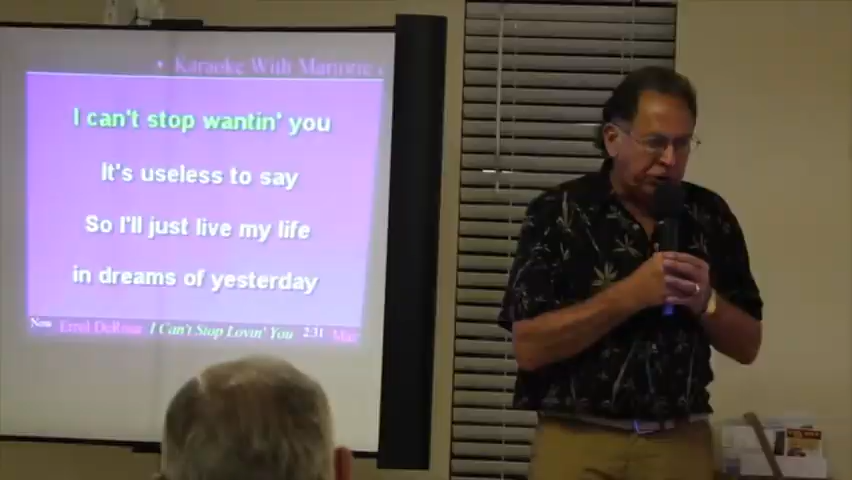 • Karaoke With Marjorie
I can't stop wantin' you
It's useless to say
So I'll just live my life
in dreams of yesterday
Now Errol DeRoux I Can't Stop Lovin' You 2:31